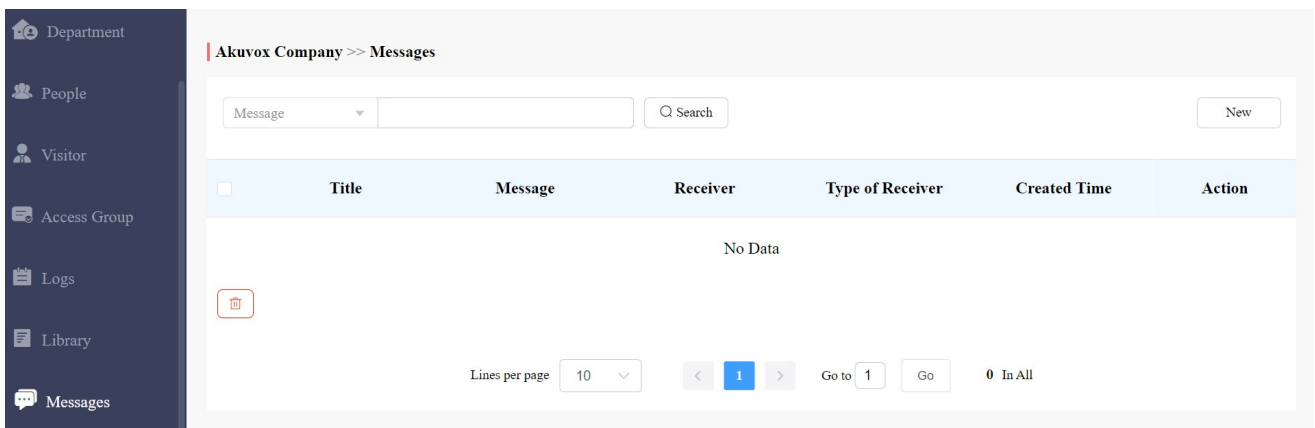 Department
People
Visitor
Access Group
Logs
Library
Messages
Akuvox Company >> Messages
Message Search New
Title Message Receiver Type of Receiver Created Time Action
No Data
Lines per page 10 < 1 > Go to 1 Go 0 In All